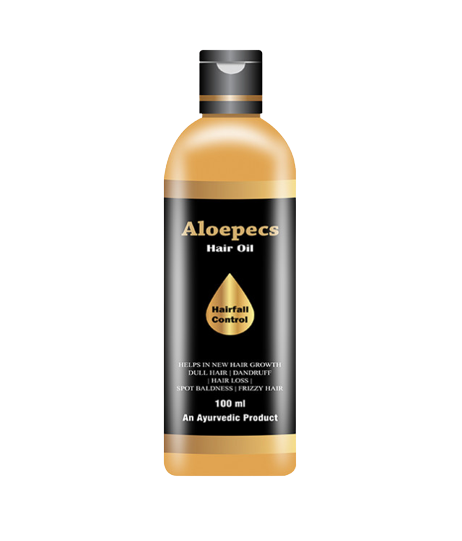 Aloepecs
Hair Oil
Hairfall
Control
HELPS IN NEW HAIR GROWTH
DULL HAIR | DANDRUFF
| HAIR LOSS |
SPOT BALDNESS | FRIZZY HAIR
100 ml
An Ayurvedic Product